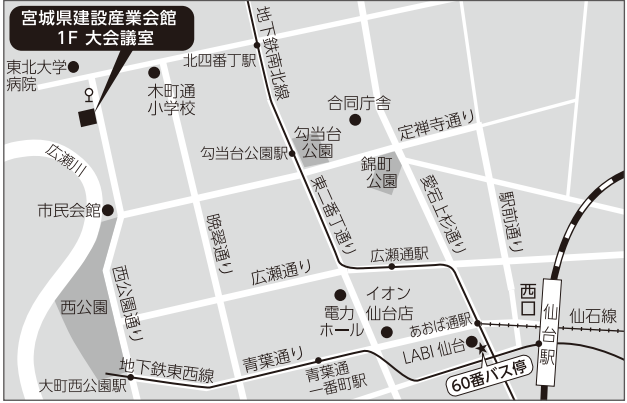 宮城県建設産業会館
1F 大会議室
東北大学
病院
木町通
小学校
北四番丁駅
地下鉄南北線
合同庁舎
勾当台
公園
定禅寺通り
勾当台公園駅
錦町
公園
広瀬川
市民会館
晩翠通り
東一番丁通り
愛宕上杉通り
駅前通り
広瀬通駅
広瀬通り
西公園通り
西公園
西口
イオン
仙台店
電力
ホール
あおば通駅
仙石線
仙台駅
LABI 仙台
60番バス停
青葉通り
地下鉄東西線
青葉通
一番町駅
大町西公園駅